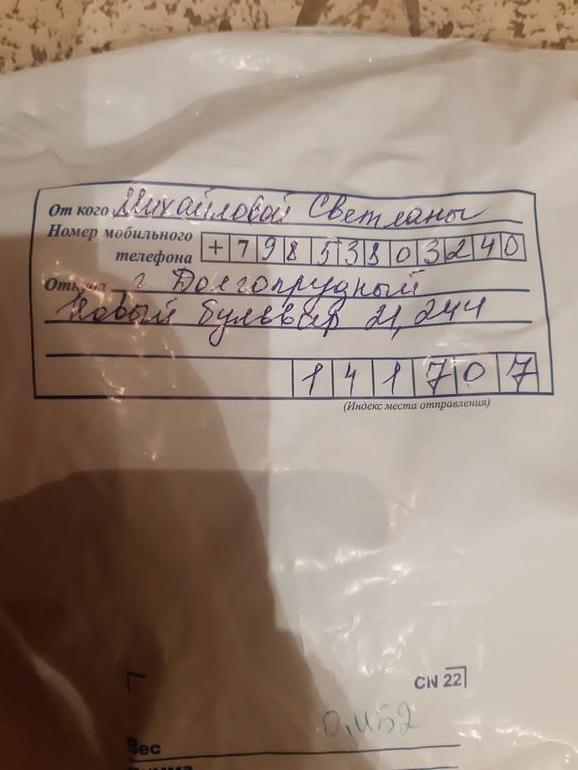 От кого Михайловой Светланы
Номер мобильного
телефона +79853803240
Откуда г. Долгопрудный
Новый бульвар 21, 244
141707
(Индекс места отправления)
CN 22
0,452
Вес